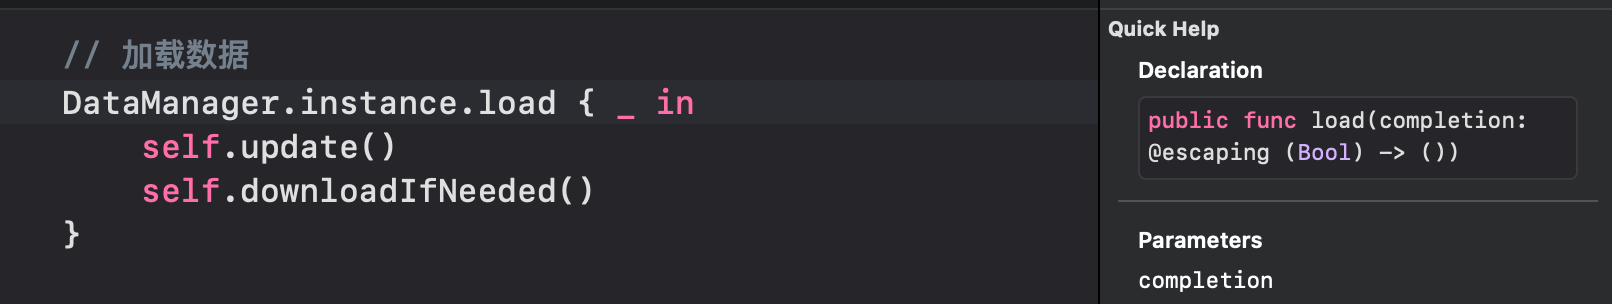 // 加载数据
DataManager.instance.load { _ in
    self.update()
    self.downloadIfNeeded()
}
Quick Help
Declaration
public func load(completion:
@escaping (Bool) -> ())
Parameters
completion